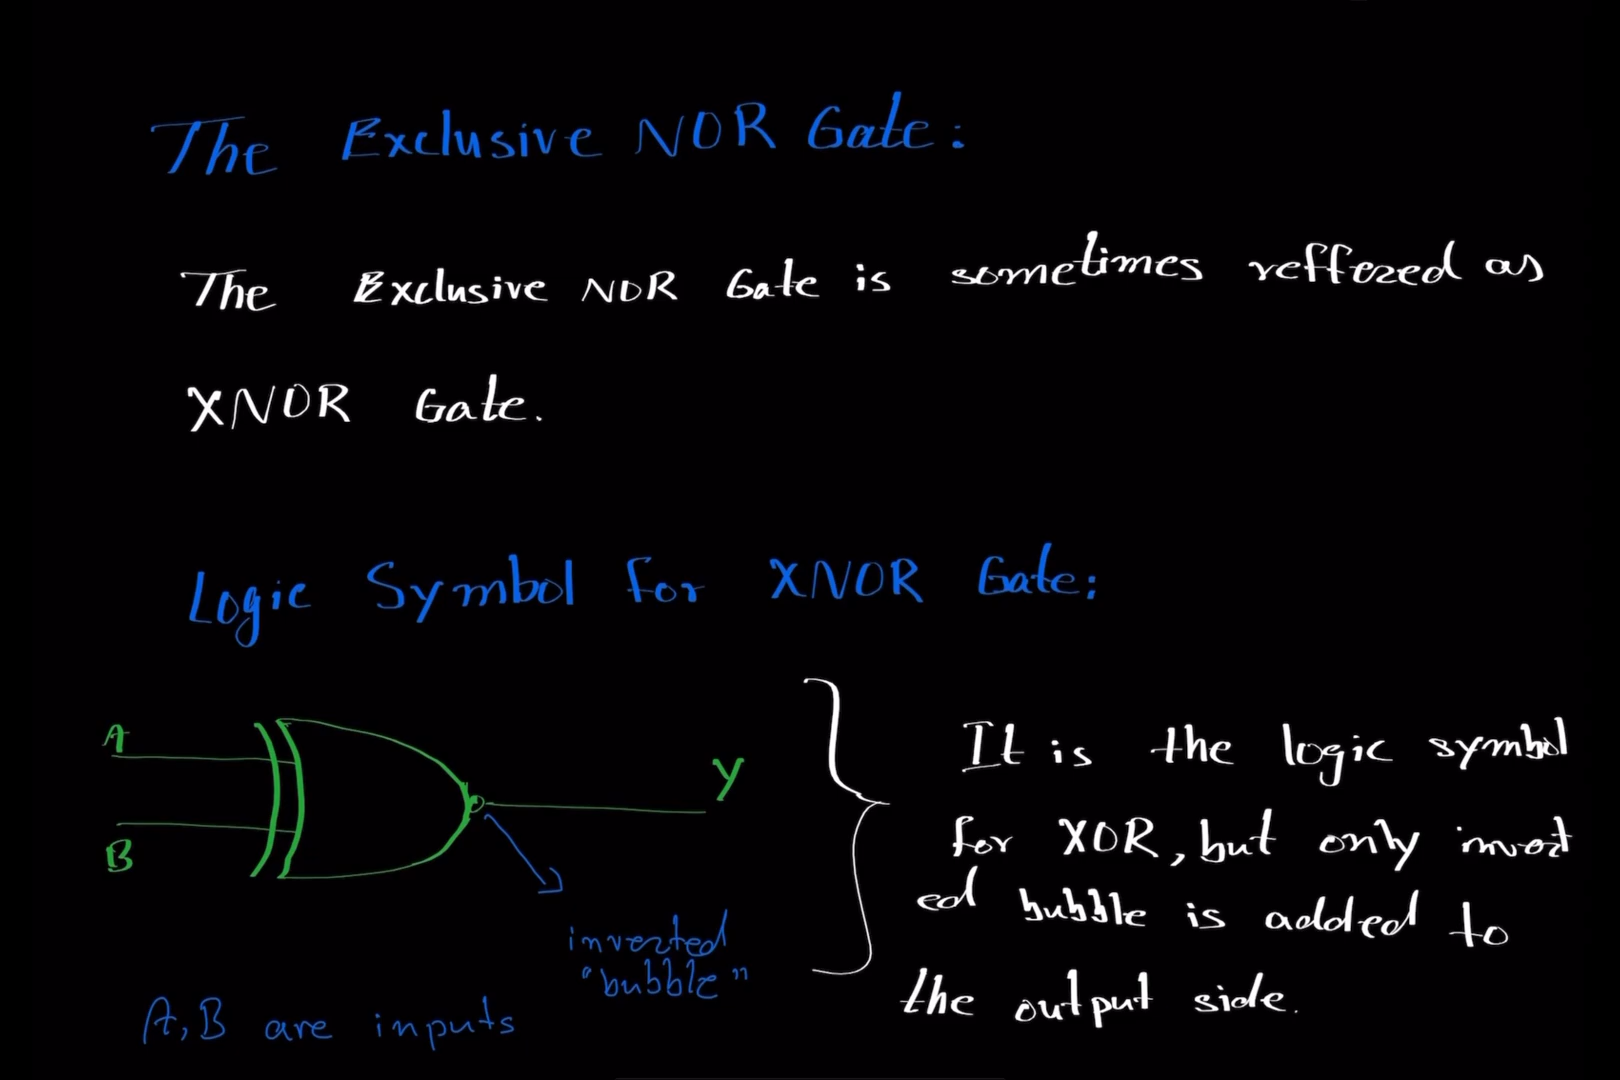 The Exclusive NOR Gate:
The Exclusive NOR Gate is sometimes reffered as
XNOR Gate.
Logic Symbol for XNOR Gate:
A
B
Y
inverted
"bubble"
A, B are inputs
It is the logic symbol
for XOR, but only invert
ed bubble is added to
the output side.